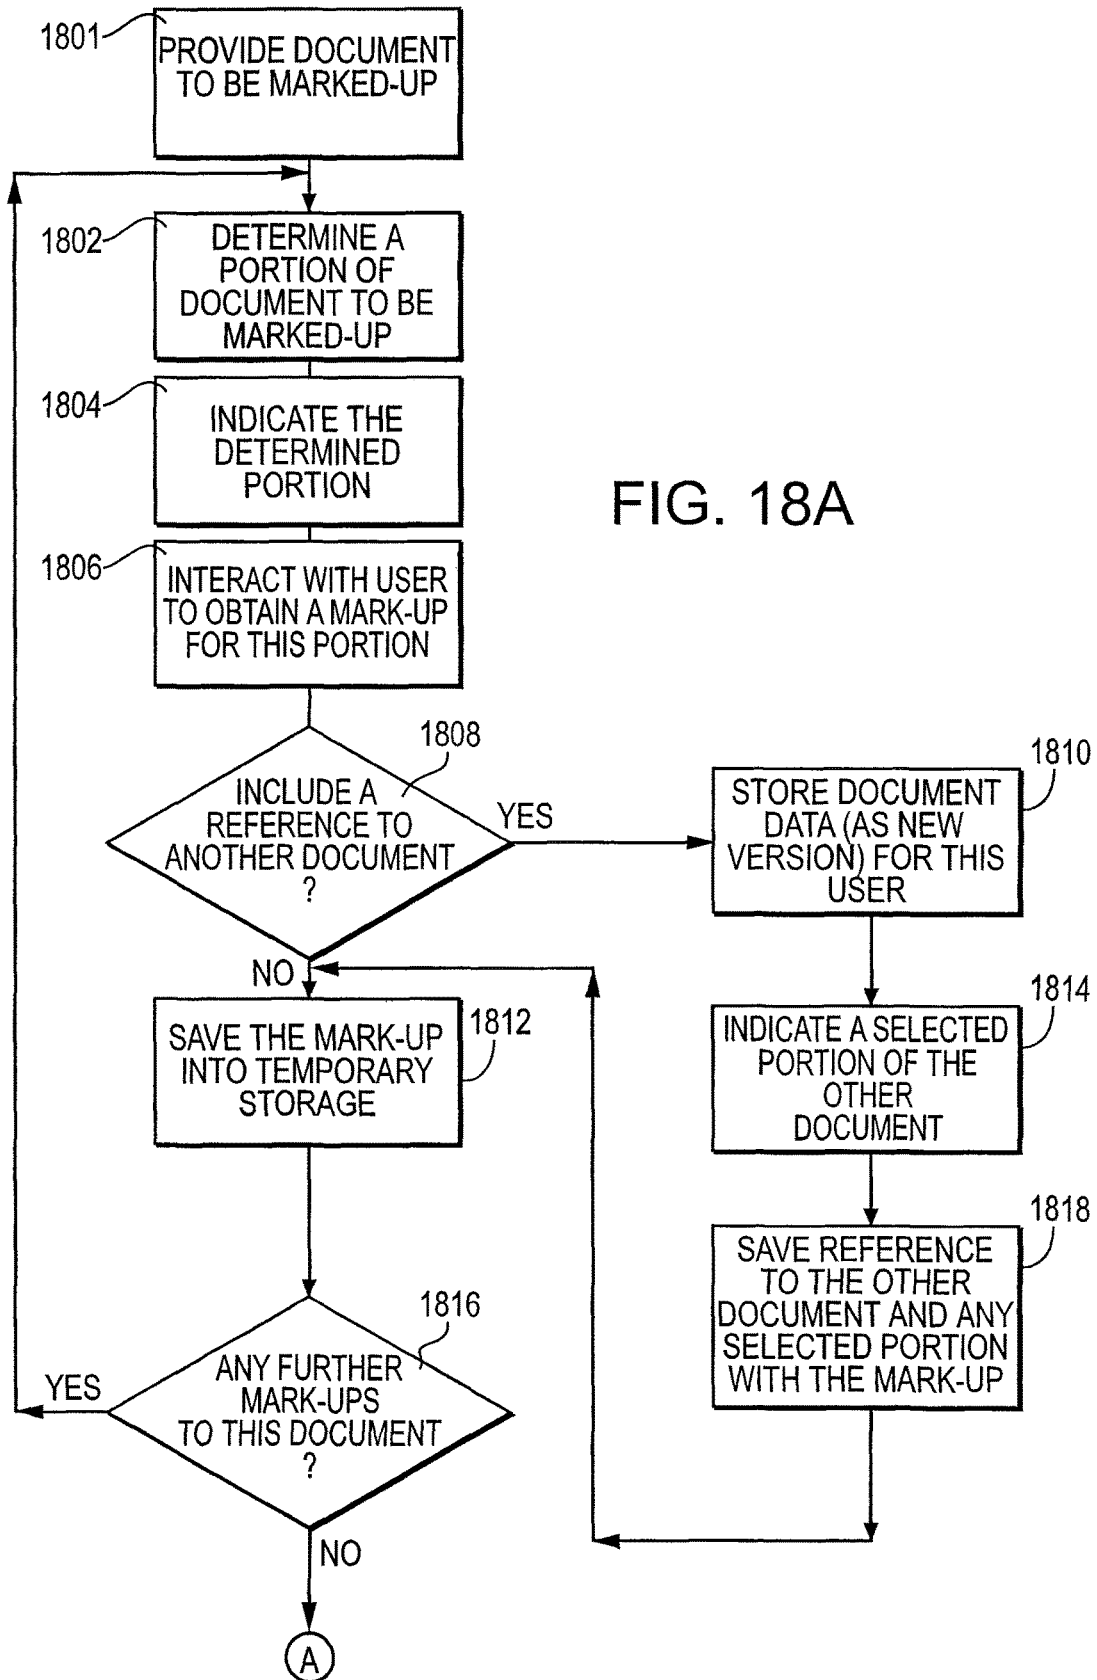 1801
PROVIDE DOCUMENT
TO BE MARKED-UP
1802
DETERMINE A
PORTION OF
DOCUMENT TO BE
MARKED-UP
1804
INDICATE THE
DETERMINED
PORTION
FIG. 18A
1806
INTERACT WITH USER
TO OBTAIN A MARK-UP
FOR THIS PORTION
1808
INCLUDE A
REFERENCE TO
ANOTHER DOCUMENT
?
YES
NO
1810
STORE DOCUMENT
DATA (AS NEW
VERSION) FOR THIS
USER
1812
SAVE THE MARK-UP
INTO TEMPORARY
STORAGE
1814
INDICATE A SELECTED
PORTION OF THE
OTHER
DOCUMENT
1818
SAVE REFERENCE
TO THE OTHER
DOCUMENT AND ANY
SELECTED PORTION
WITH THE MARK-UP
1816
ANY FURTHER
MARK-UPS
TO THIS DOCUMENT
?
YES
NO
A